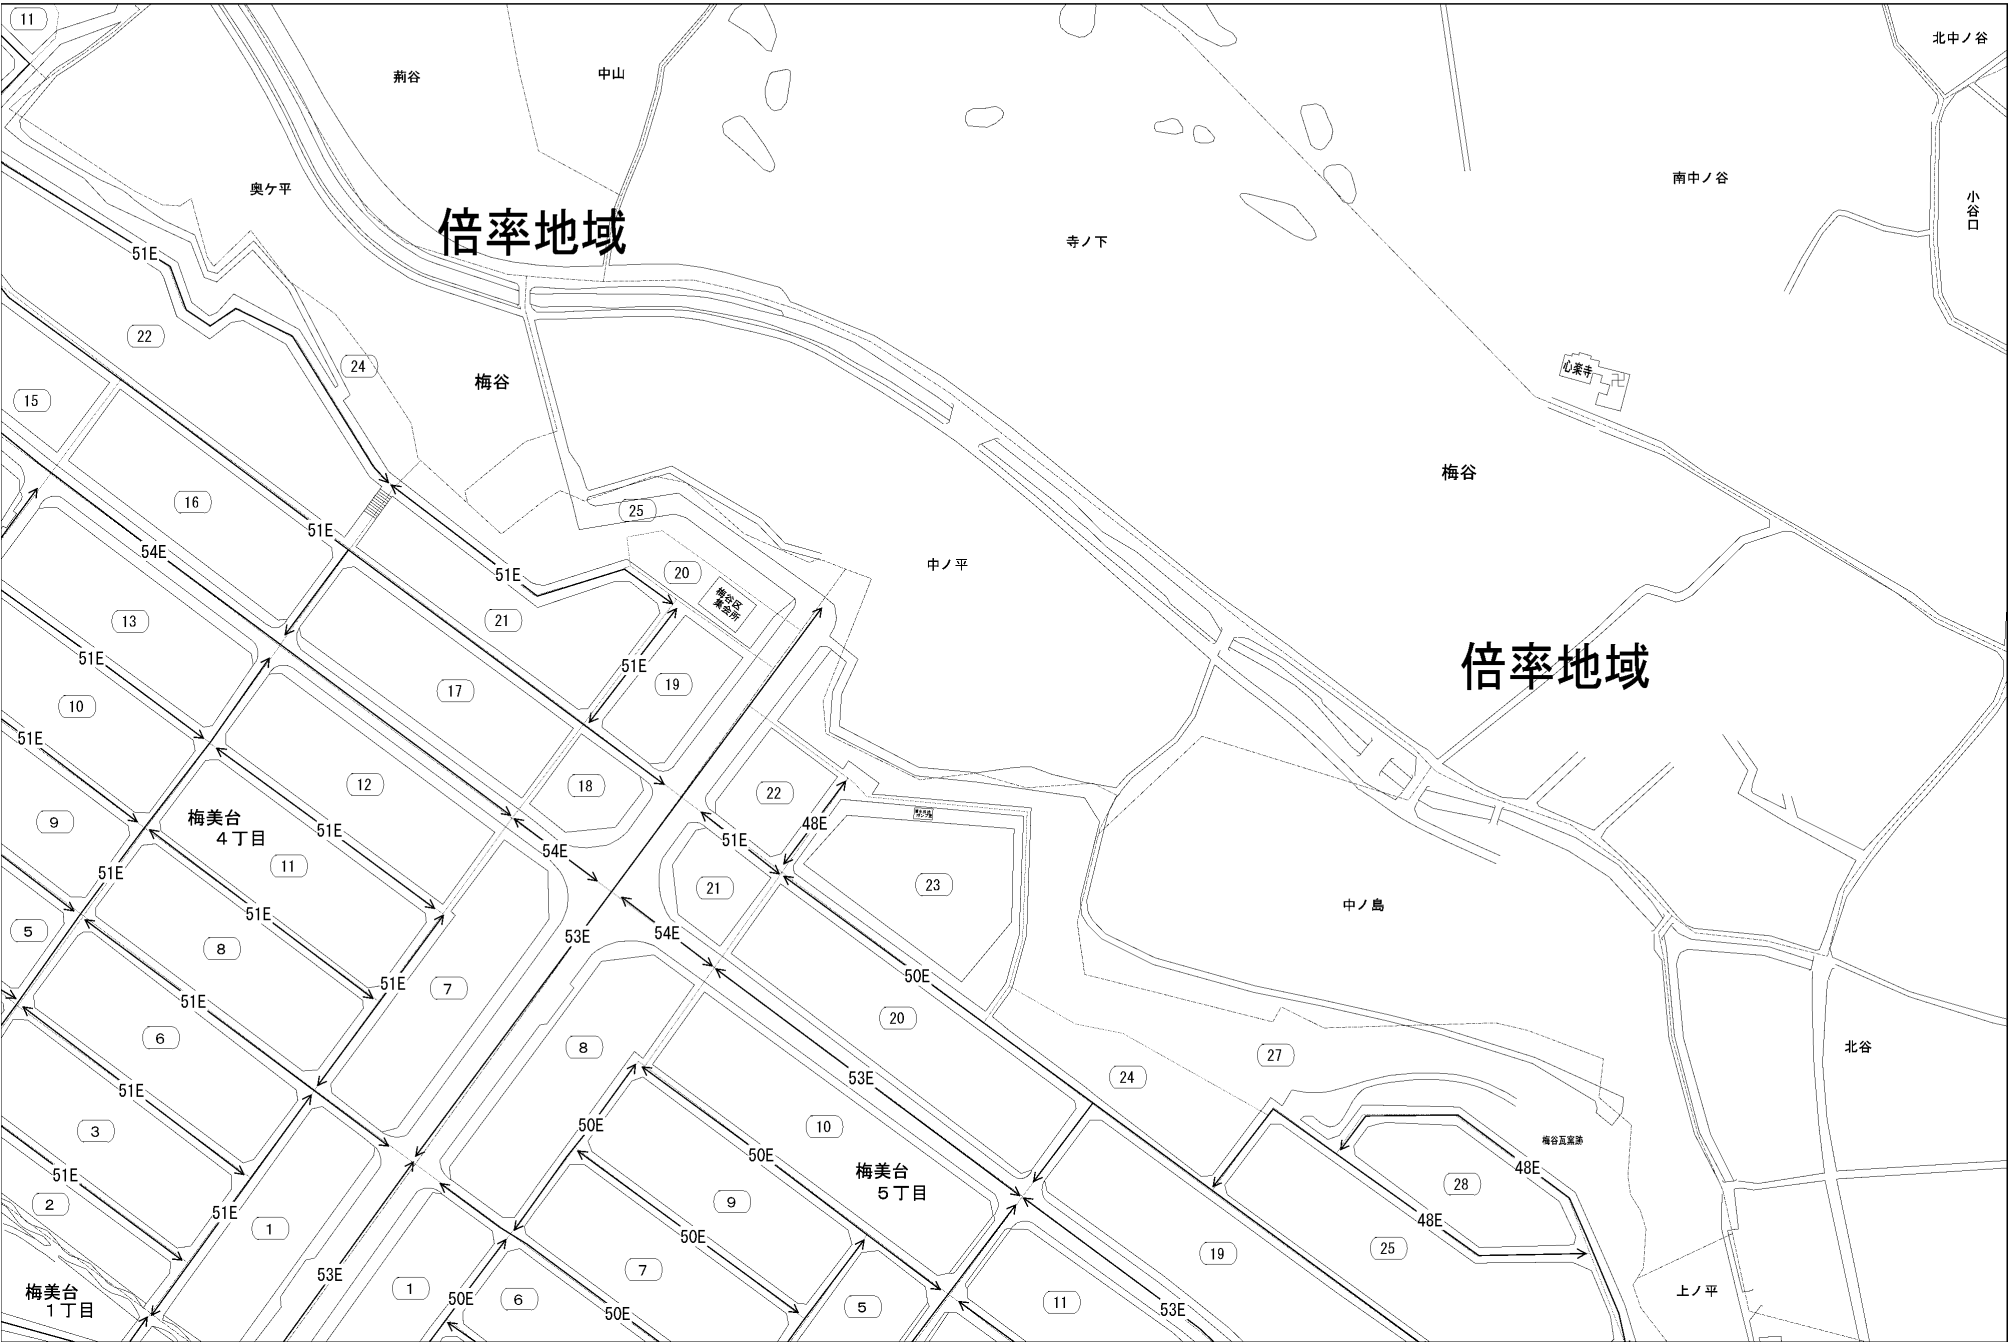 11
荊谷
中山
北中ノ谷
奥ケ平
倍率地域
寺ノ下
南中ノ谷
小谷口
51E
22
24
梅谷
心楽寺
15
16
51E
54E
25
梅谷
51E
20
梅谷区
集会所
中ノ平
13
51E
21
51E
19
倍率地域
10
51E
17
12
18
22
9
梅美台
4丁目
51E
54E
51E
48E
11
51E
21
23
中ノ島
5
51E
8
53E
54E
51E
7
50E
51E
6
8
20
北谷
27
24
53E
51E
3
50E
10
50E
梅谷瓦窯跡
梅美台
5丁目
48E
28
51E
2
51E
1
9
48E
50E
19
25
53E
1
7
上ノ平
梅美台
1丁目
50E
6
50E
5
11
53E